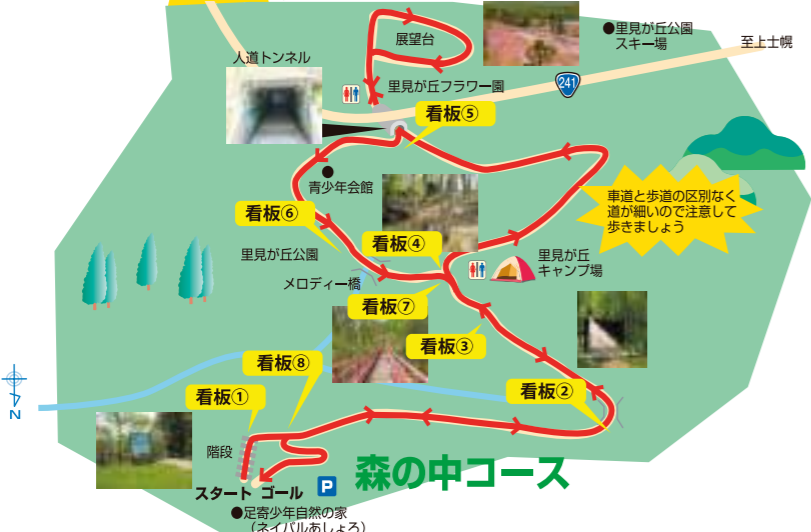 展望台
●里見が丘公園
スキー場
至上士幌
人道トンネル
里見が丘フラワー園
241
看板⑤
●
青少年会館
車道と歩道の区別なく
道が細いので注意して
歩きましょう
看板⑥
看板④
里見が丘公園
里見が丘
キャンプ場
メロディー橋
看板⑦
看板③
看板⑧
看板②
看板①
N
階段
森の中コース
スタート ゴール
P
●足寄少年自然の家
(ネイパルあしょろ)